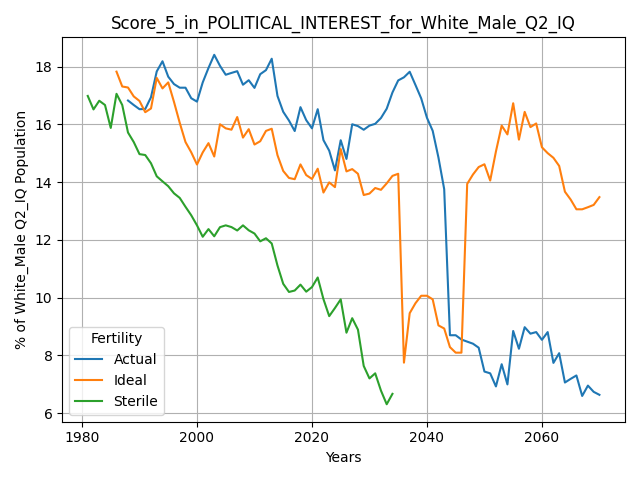 Score_5_in_POLITICAL_INTEREST_for_White_Male_Q2_IQ
% of White_Male Q2_IQ Population
18
16
14
12
10
8
6
Fertility
Actual
Ideal
Sterile
1980 2000 2020 2040 2060
Years